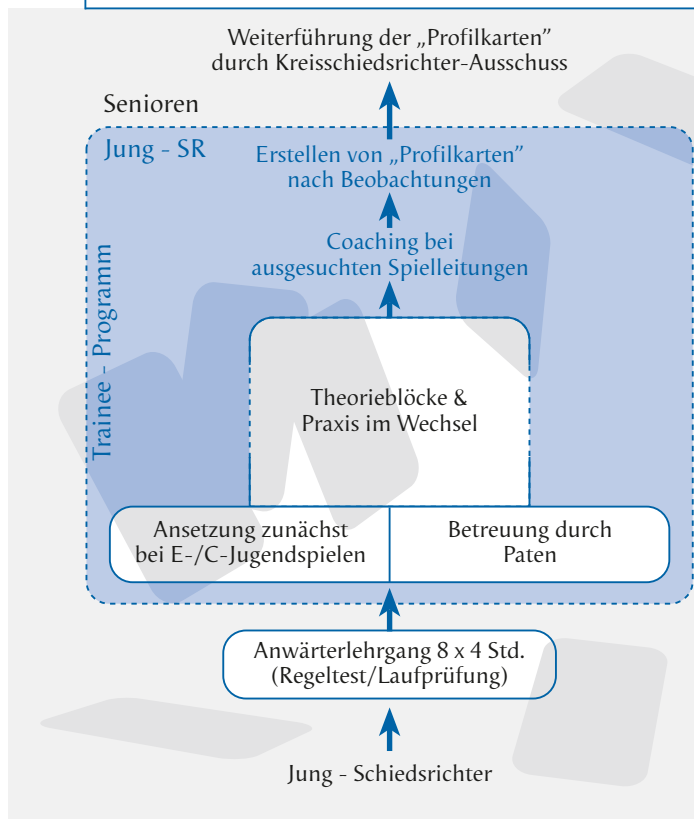 Weiterführung der „Profilkarten”
durch Kreisschiedsrichter-Ausschuss
Senioren
Jung - SR
Erstellen von „Profilkarten”
nach Beobachtungen
Coaching bei
ausgesuchten Spielleitungen
Trainee - Programm
Theorieblöcke &
Praxis im Wechsel
Ansetzung zunächst
bei E-/C-Jugendspielen
Betreuung durch
Paten
Anwärterlehrgang 8 x 4 Std.
(Regeltest/Laufprüfung)
Jung - Schiedsrichter